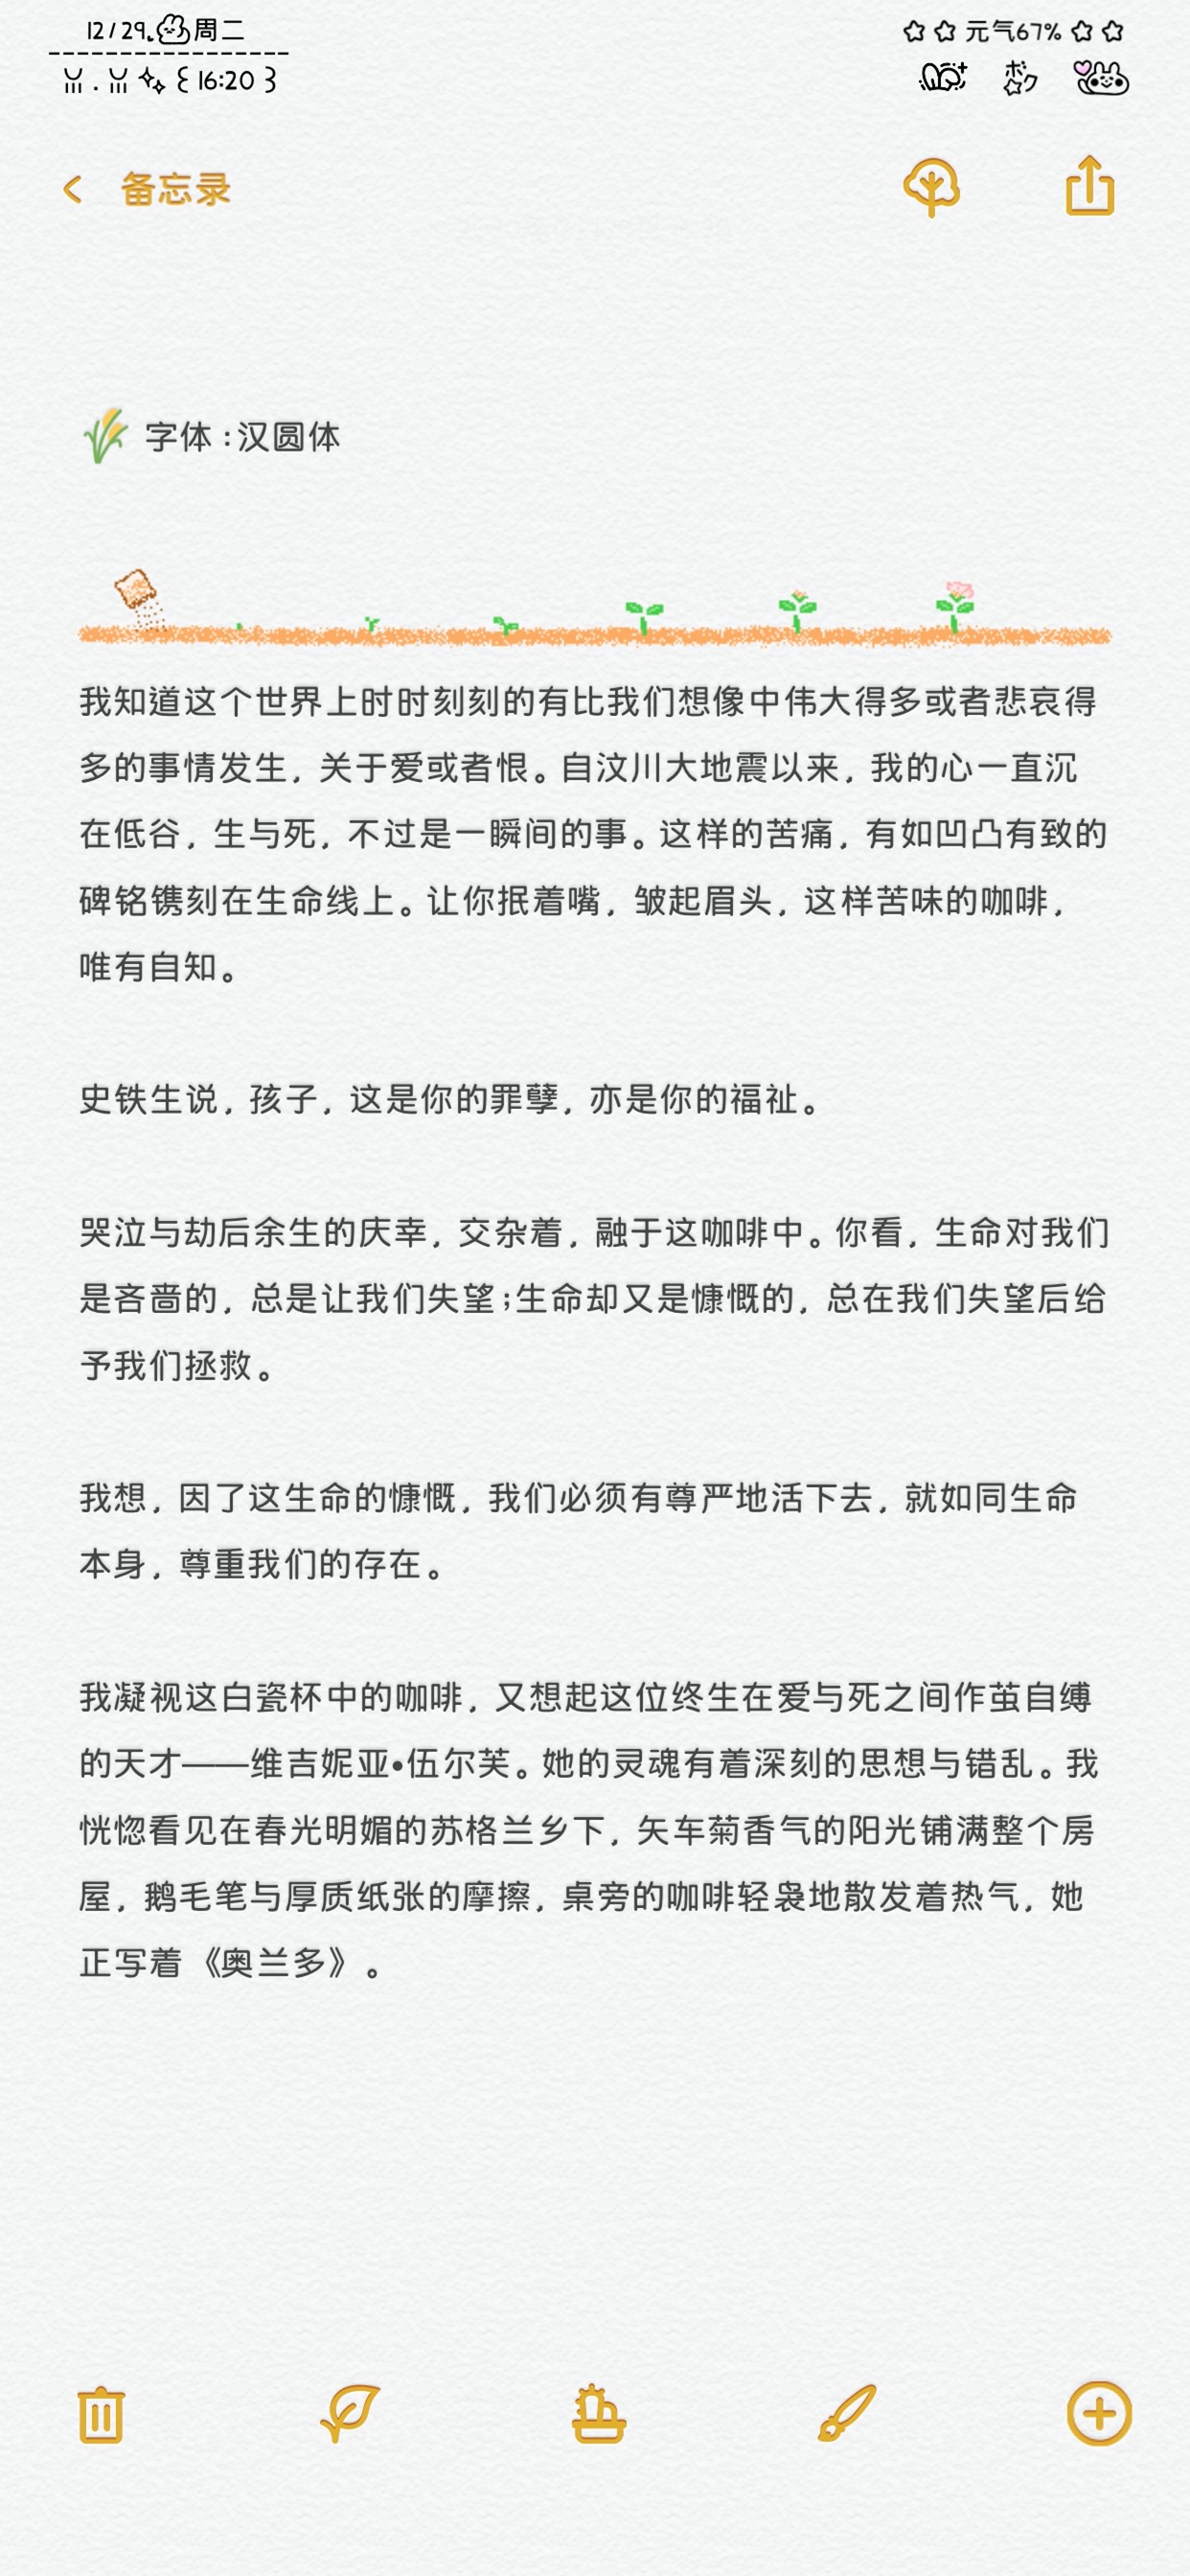 12/29 周二
16:20
元气67%
ボク
备忘录
字体:汉圆体
我知道这个世界上时时刻刻的有比我们想像中伟大得多或者悲哀得
多的事情发生,关于爱或者恨。自汶川大地震以来,我的心一直沉
在低谷,生与死,不过是一瞬间的事。这样的苦痛,有如凹凸有致的
碑铭镌刻在生命线上。让你抿着嘴,皱起眉头,这样苦味的咖啡,
唯有自知。
史铁生说,孩子,这是你的罪孽,亦是你的福祉。
哭泣与劫后余生的庆幸,交杂着,融于这咖啡中。你看,生命对我们
是吝啬的,总是让我们失望;生命却又是慷慨的,总在我们失望后给
予我们拯救。
我想,因了这生命的慷慨,我们必须有尊严地活下去,就如同生命
本身,尊重我们的存在。
我凝视这白瓷杯中的咖啡,又想起这位终生在爱与死之间作茧自缚
的天才——维吉妮亚•伍尔芙。她的灵魂有着深刻的思想与错乱。我
恍惚看见在春光明媚的苏格兰乡下,矢车菊香气的阳光铺满整个房
屋,鹅毛笔与厚质纸张的摩擦,桌旁的咖啡轻袅地散发着热气,她
正写着《奥兰多》。